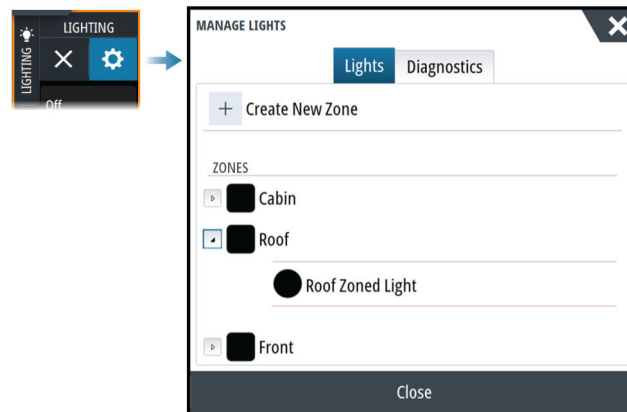 LIGHTING
LIGHTING
Off
MANAGE LIGHTS
Lights
Diagnostics
Create New Zone
ZONES
Cabin
Roof
Roof Zoned Light
Front
Close